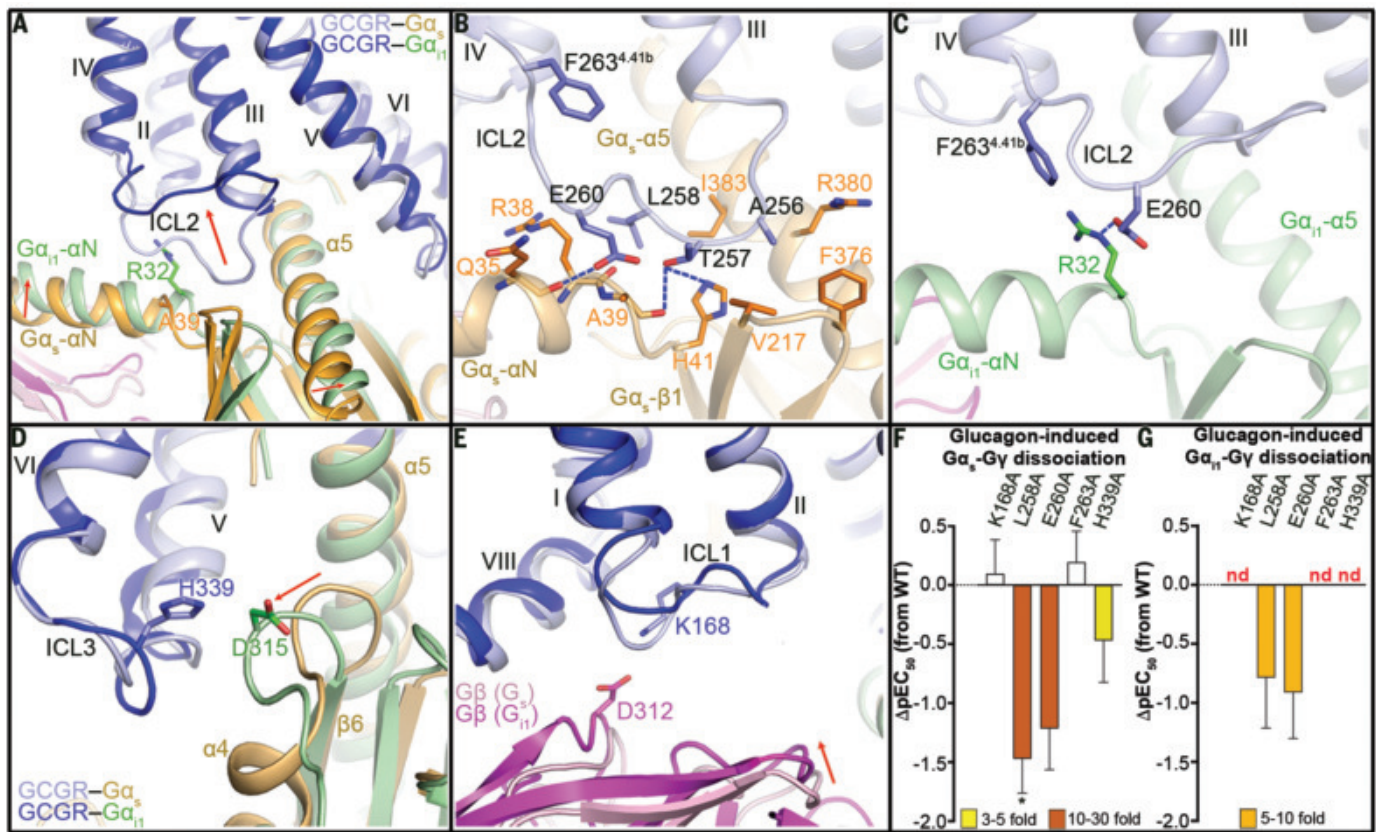 A
GCGR–Gαs
GCGR–Gαi1
IV
II
III
V
VI
ICL2
Gαi1-αN
R32
α5
A39
Gαs-αN
B
III
IV
F263^4.41b
Gαs-α5
ICL2
E260
L258
I383
A256
R380
R38
Q35
T257
F376
A39
H41
V217
Gαs-αN
Gαs-β1
C
IV
III
F263^4.41b
ICL2
E260
Gαi1-α5
R32
Gαi1-αN
D
VI
α5
V
H339
D315
ICL3
β6
α4
GCGR–Gαs
GCGR–Gαi1
E
I
II
VIII
ICL1
K168
Gβ (Gs)
Gβ (Gi1)
D312
F
Glucagon-induced
Gαs-Gγ dissociation
K168A
L258A
E260A
F263A
H339A
ΔpEC50 (from WT)
0.5
0.0
-0.5
-1.0
-1.5
-2.0
*
3-5 fold
10-30 fold
G
Glucagon-induced
Gαi1-Gγ dissociation
K168A
L258A
E260A
F263A
H339A
ΔpEC50 (from WT)
0.5
0.0
-0.5
-1.0
-1.5
-2.0
nd
nd nd
5-10 fold